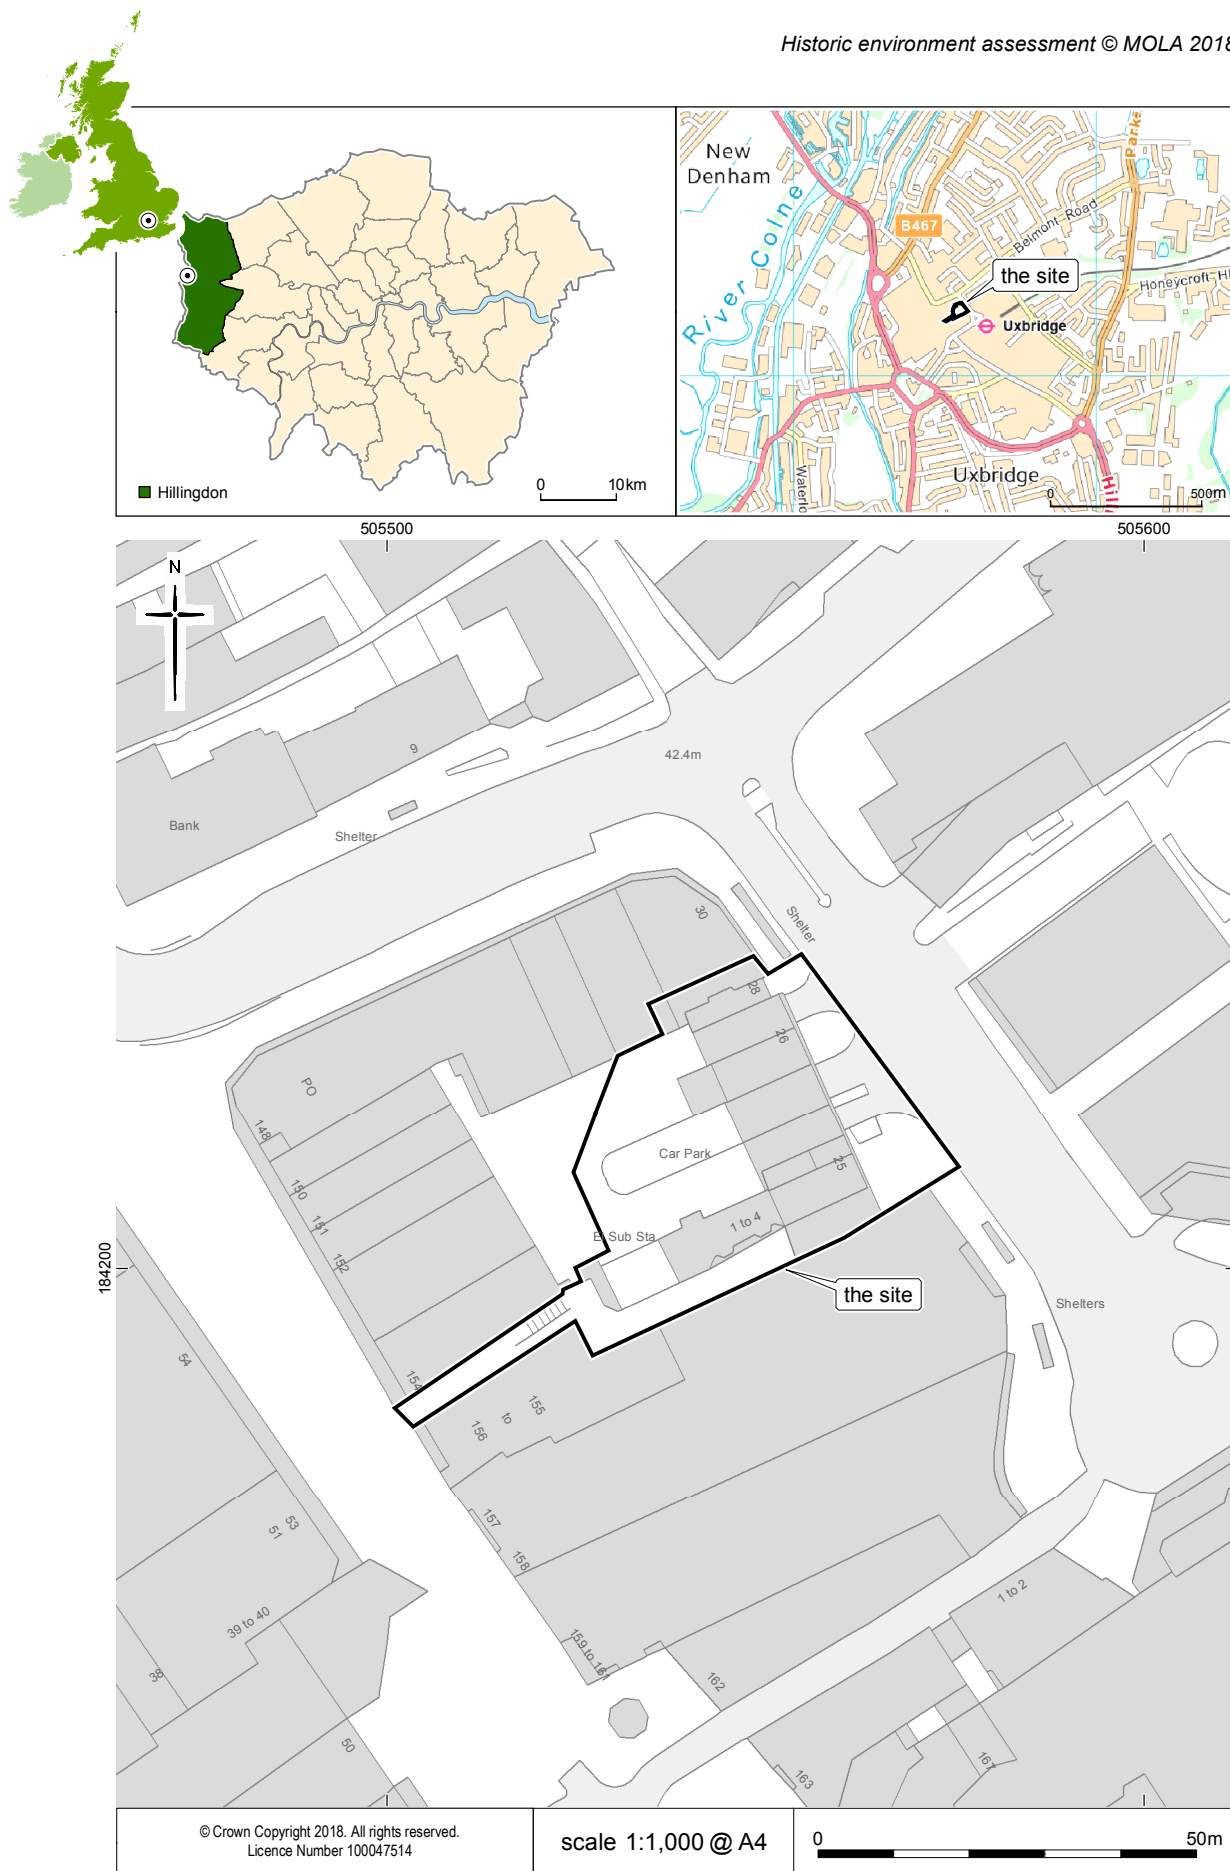 Historic environment assessment © MOLA 2018
New
Denham
River Colne
B467
Belmont Road
Park
Honeycroft H
the site
Uxbridge
Uxbridge
0
500m
Hillingdon
0
10km
505500
505600
N
9
42.4m
Bank
Shelter
30
Shelter
28
26
PO
148
150
151
152
Car Park
25
1 to 4
El Sub Sta
184200
the site
Shelters
54
154
155
to
156
157
158
53
51
39 to 40
38
50
159 to 161
162
1 to 2
163
167
© Crown Copyright 2018. All rights reserved.
Licence Number 100047514
scale 1:1,000 @ A4
0
50m